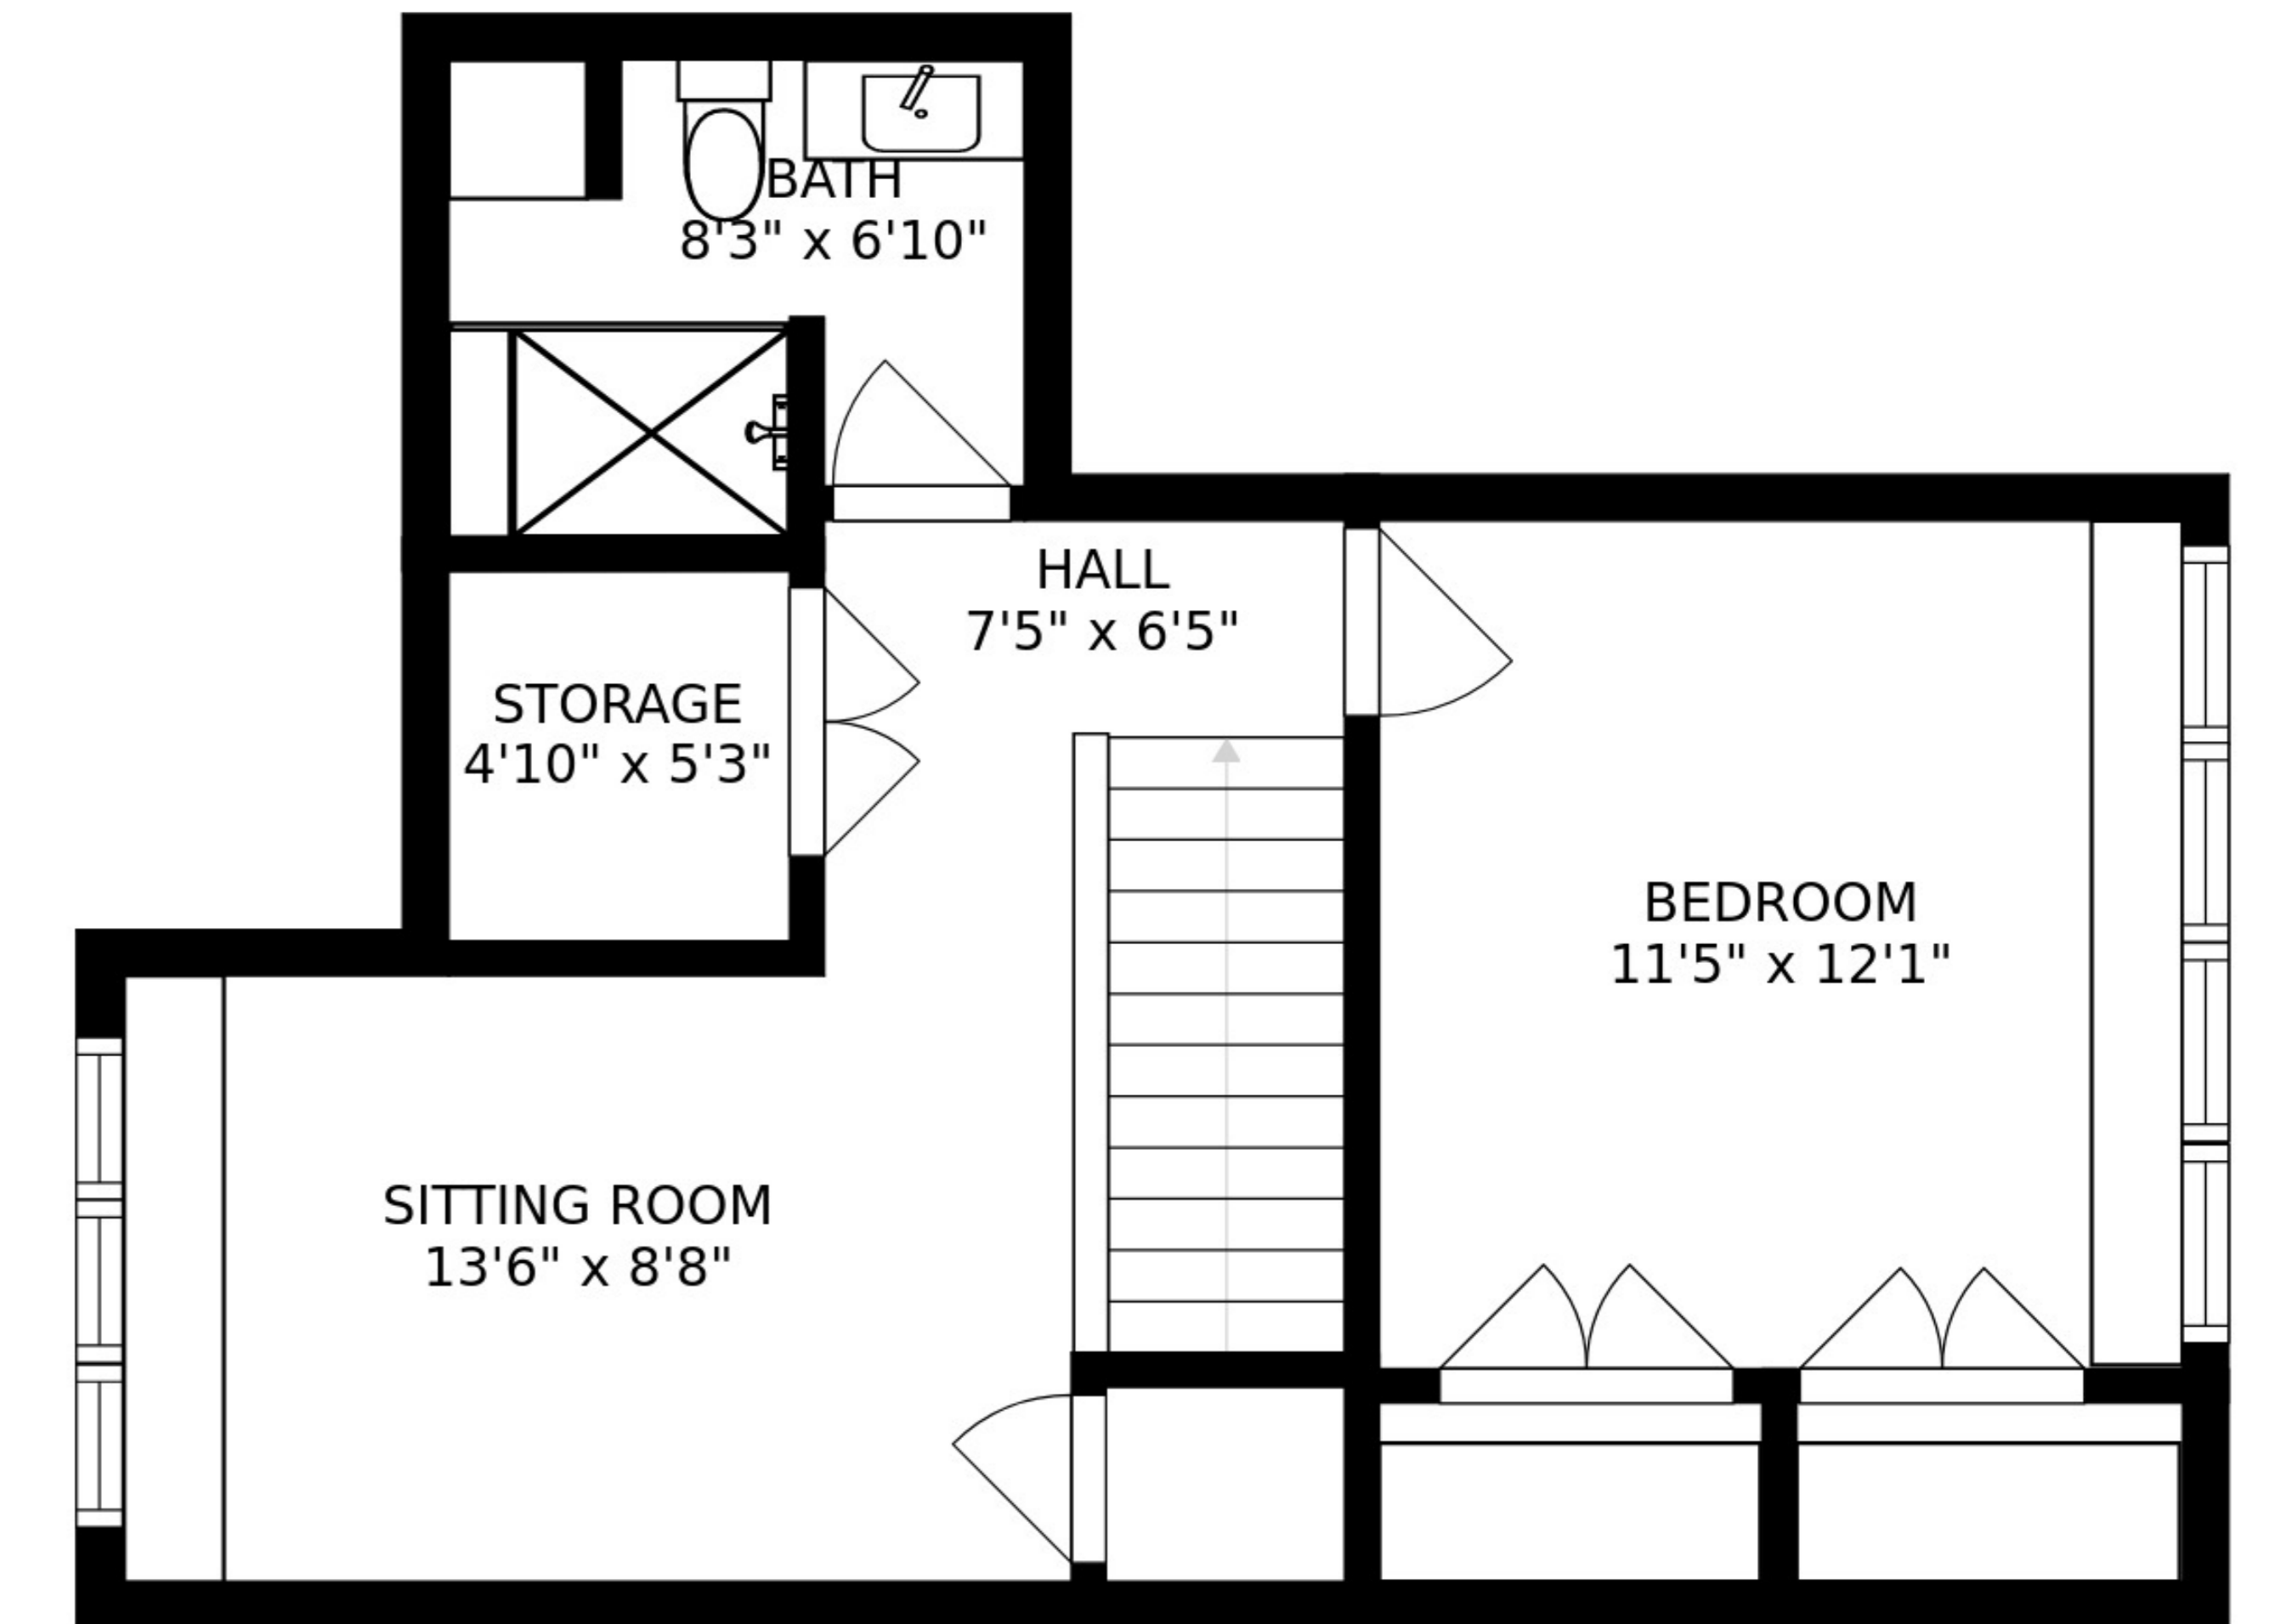 BATH
8'3" x 6'10"
HALL
7'5" x 6'5"
STORAGE
4'10" x 5'3"
BEDROOM
11'5" x 12'1"
SITTING ROOM
13'6" x 8'8"